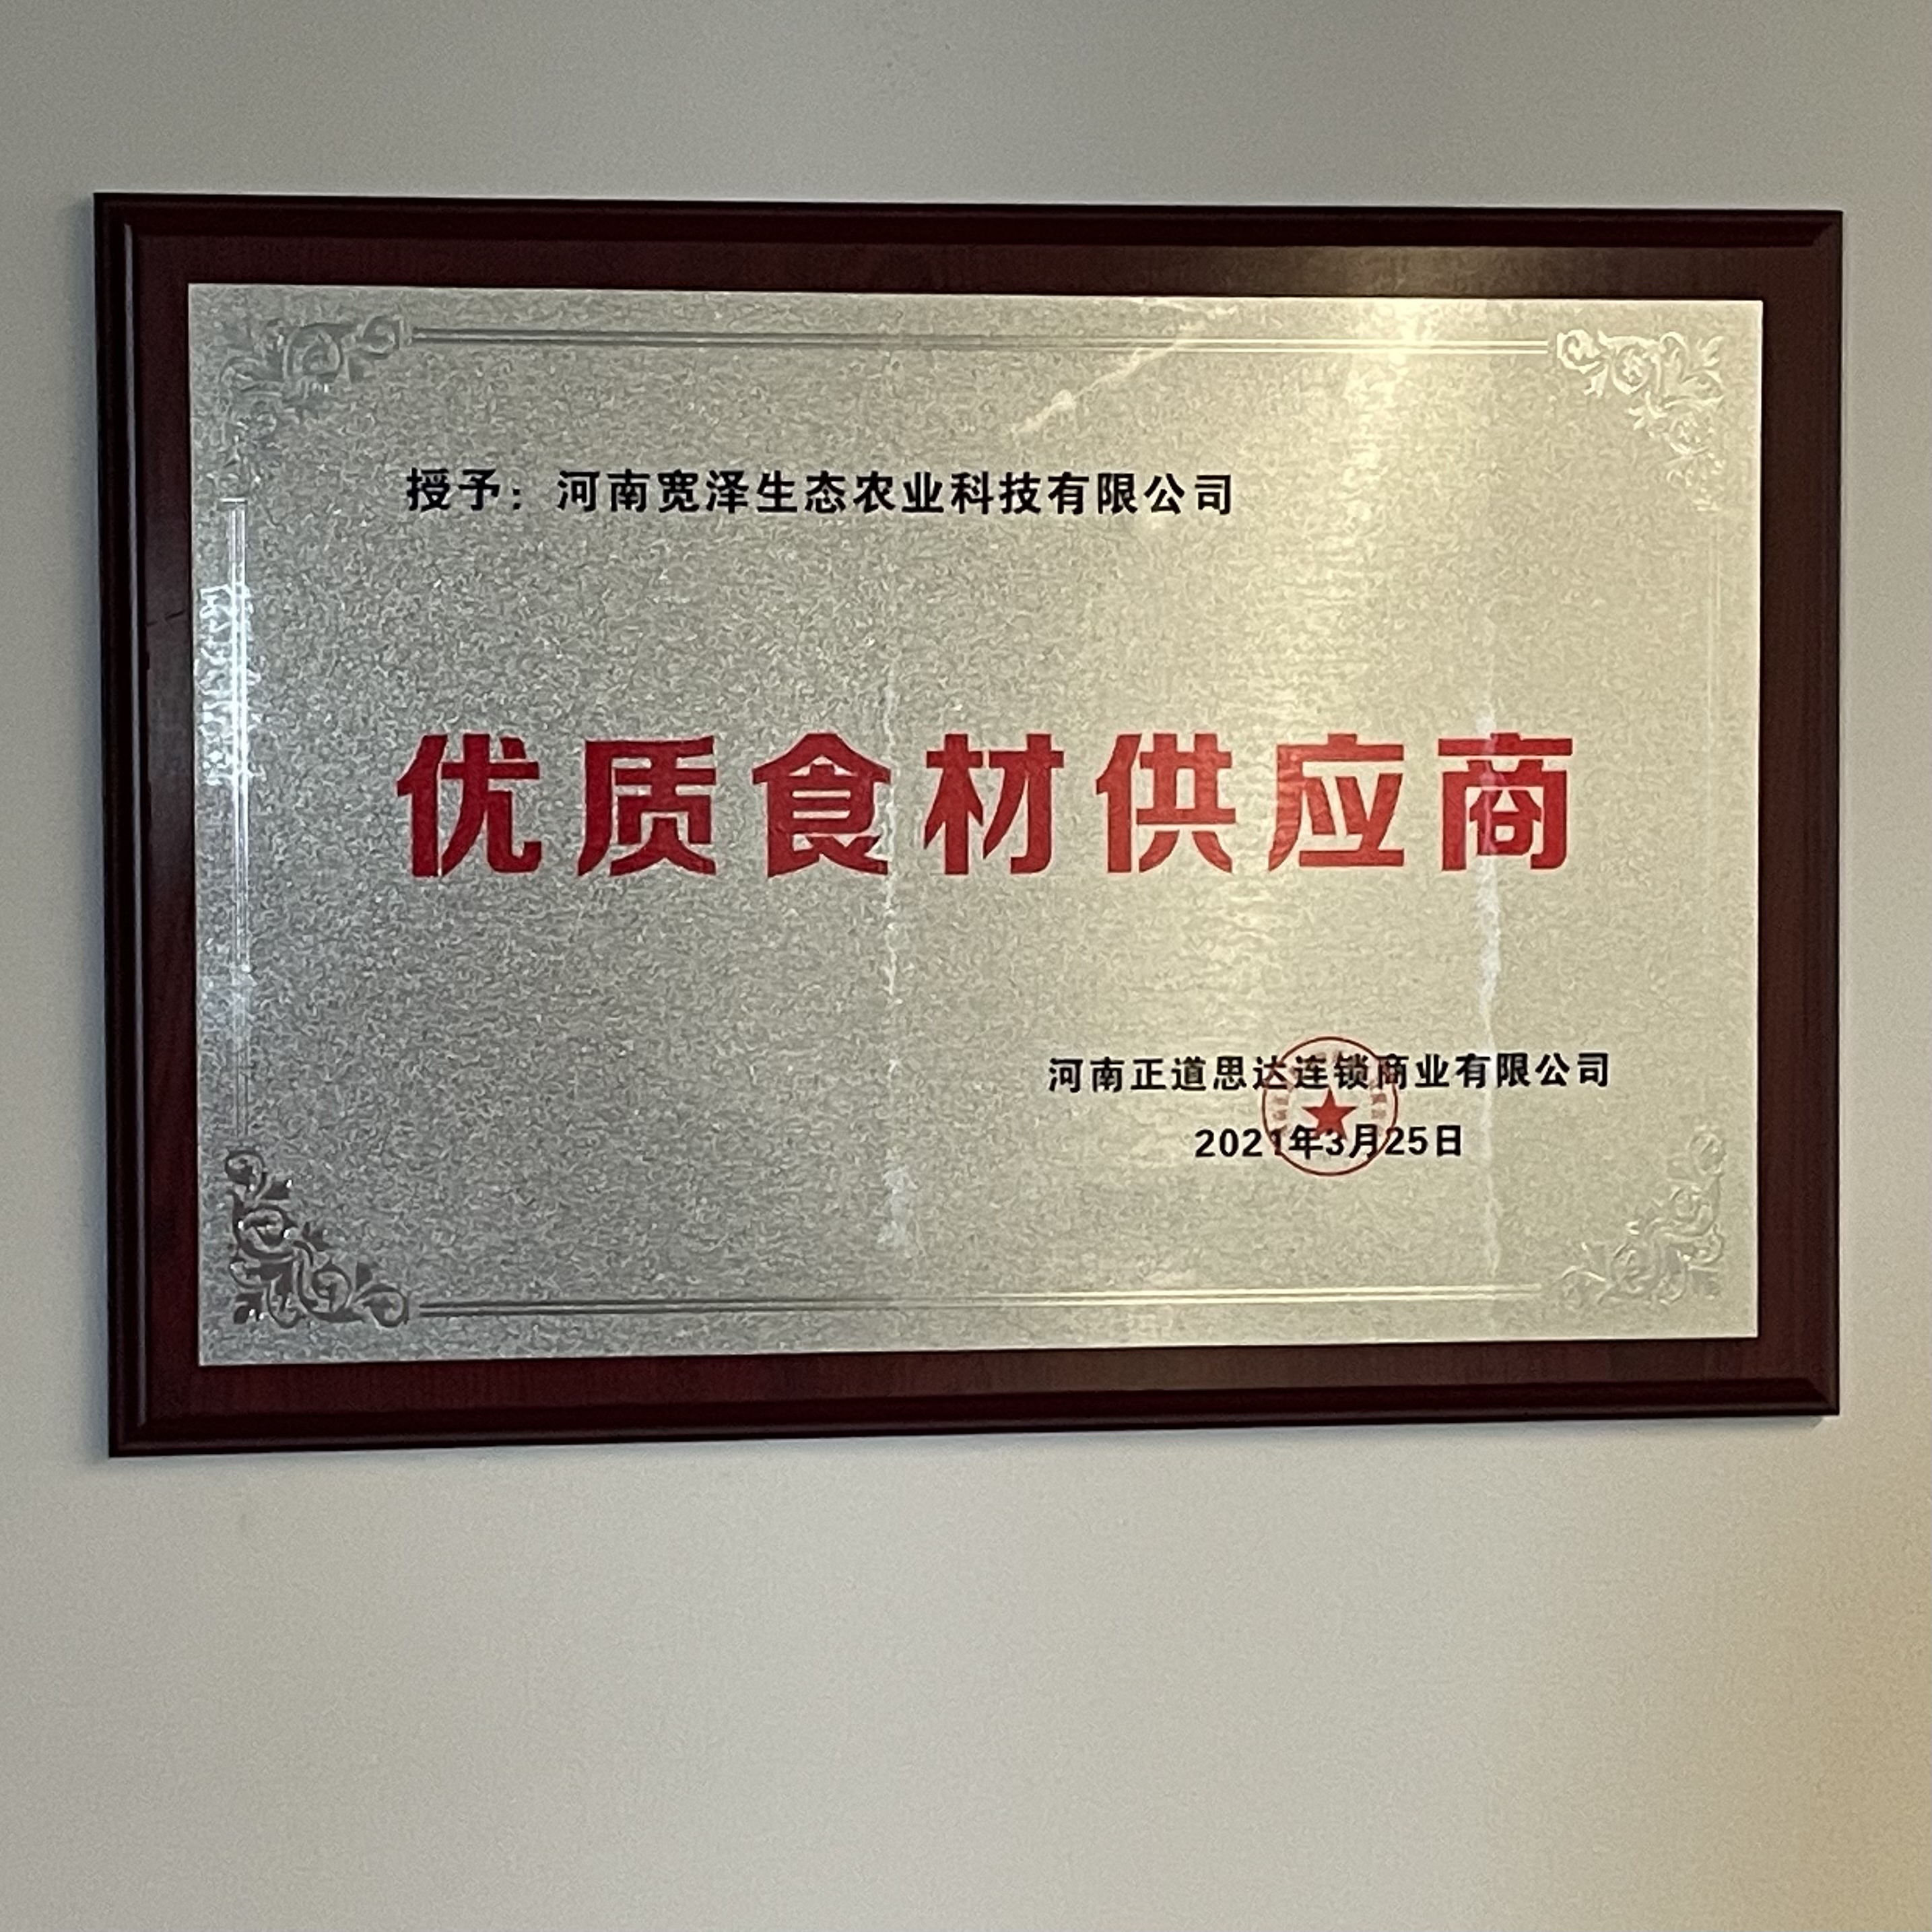 授予：河南宽泽生态农业科技有限公司
优质食材供应商
河南正道思达连锁商业有限公司
2021年3月25日